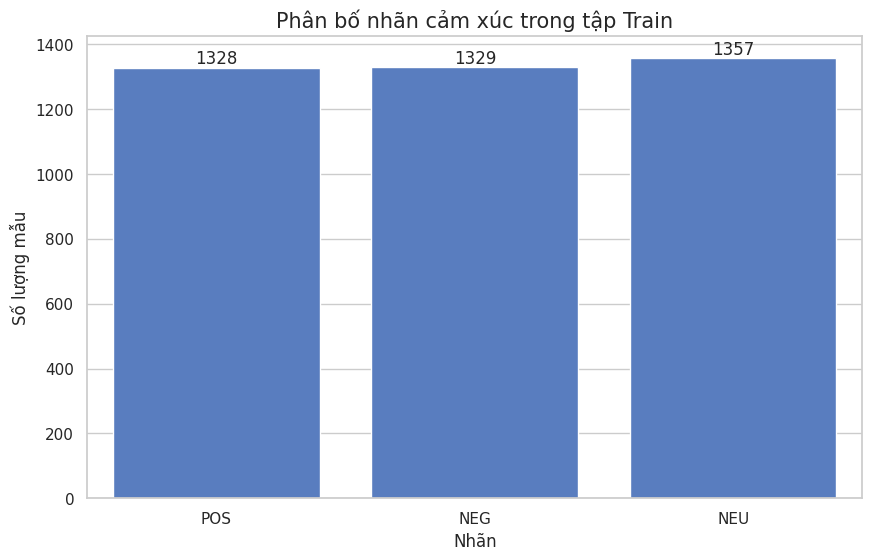 Phân bố nhãn cảm xúc trong tập Train
1400
1200
1000
800
600
400
200
0
Số lượng mẫu
1328
1329
1357
POS
NEG
NEU
Nhãn